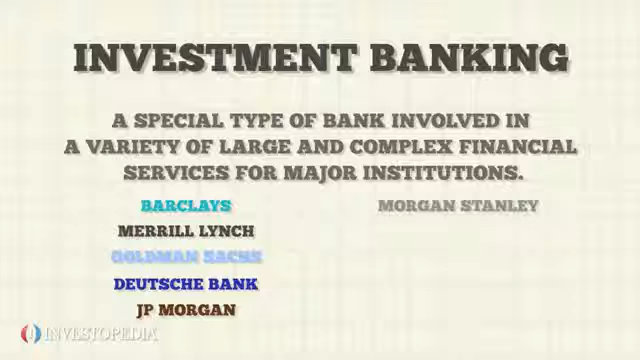 INVESTMENT BANKING
A SPECIAL TYPE OF BANK INVOLVED IN
A VARIETY OF LARGE AND COMPLEX FINANCIAL
SERVICES FOR MAJOR INSTITUTIONS.
BARCLAYS
MERRILL LYNCH
GOLDMAN SACHS
DEUTSCHE BANK
JP MORGAN
MORGAN STANLEY
INVESTOPEDIA